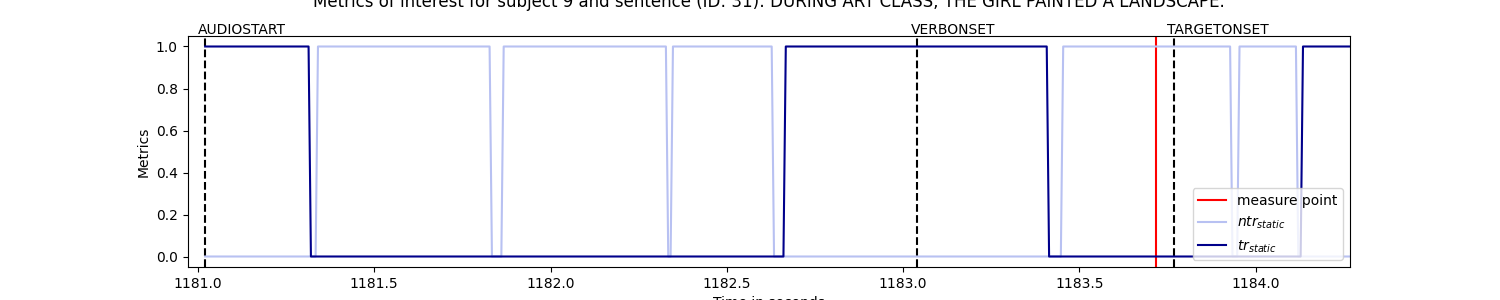 Metrics of interest for subject 9 and sentence (ID: 31): DURING ART CLASS, THE GIRL PAINTED A LANDSCAPE.
AUDIOSTART VERBONSET TARGETONSET
1.0
0.8
0.6
0.4
0.2
0.0
Metrics
measure point
ntr_static
tr_static
1181.0 1181.5 1182.0 1182.5 1183.0 1183.5 1184.0
Time in seconds